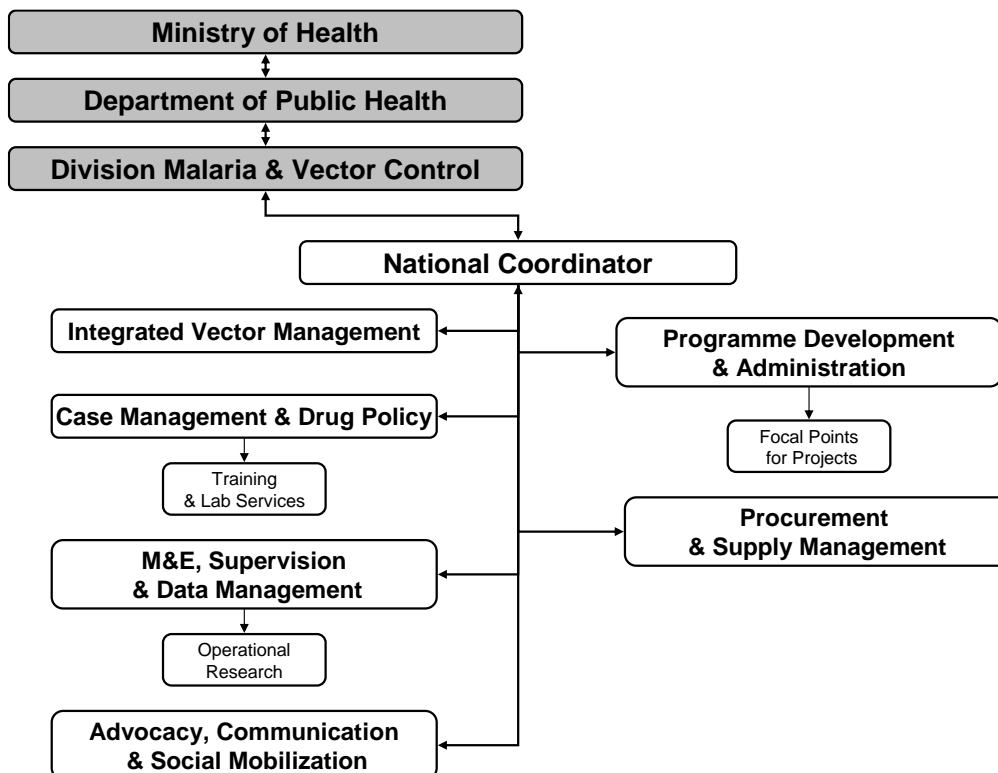 Ministry of Health
Department of Public Health
Division Malaria & Vector Control
National Coordinator
Integrated Vector Management
Programme Development
& Administration
Case Management & Drug Policy
Focal Points
for Projects
Training
& Lab Services
Procurement
& Supply Management
M&E, Supervision
& Data Management
Operational
Research
Advocacy, Communication
& Social Mobilization